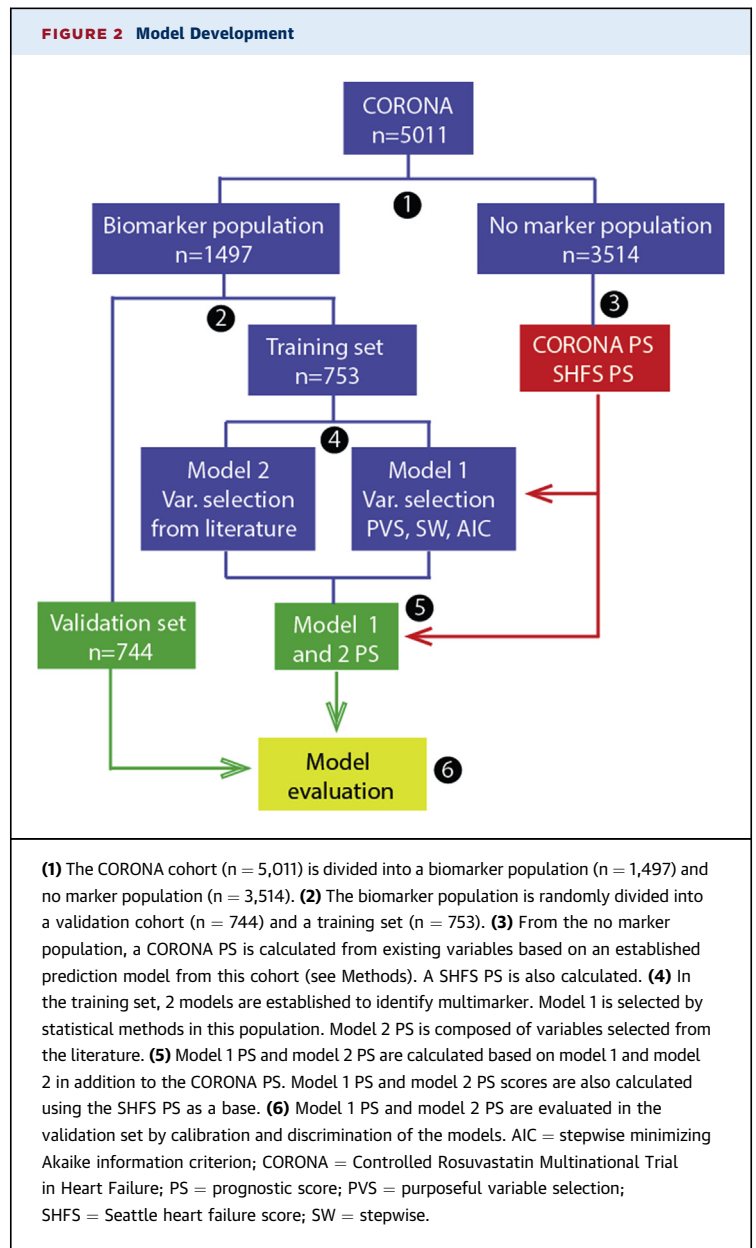 FIGURE 2 Model Development
CORONA
n=5011
1
Biomarker population
n=1497
No marker population
n=3514
2
3
Training set
n=753
CORONA PS
SHFS PS
4
Model 2
Var. selection
from literature
Model 1
Var. selection
PVS, SW, AIC
Validation set
n=744
Model 1
and 2 PS
5
Model
evaluation
6
(1) The CORONA cohort (n = 5,011) is divided into a biomarker population (n = 1,497) and
no marker population (n = 3,514). (2) The biomarker population is randomly divided into
a validation cohort (n = 744) and a training set (n = 753). (3) From the no marker
population, a CORONA PS is calculated from existing variables based on an established
prediction model from this cohort (see Methods). A SHFS PS is also calculated. (4) In
the training set, 2 models are established to identify multimarker. Model 1 is selected by
statistical methods in this population. Model 2 PS is composed of variables selected from
the literature. (5) Model 1 PS and model 2 PS are calculated based on model 1 and model
2 in addition to the CORONA PS. Model 1 PS and model 2 PS scores are also calculated
using the SHFS PS as a base. (6) Model 1 PS and model 2 PS are evaluated in the
validation set by calibration and discrimination of the models. AIC = stepwise minimizing
Akaike information criterion; CORONA = Controlled Rosuvastatin Multinational Trial
in Heart Failure; PS = prognostic score; PVS = purposeful variable selection;
SHFS = Seattle heart failure score; SW = stepwise.